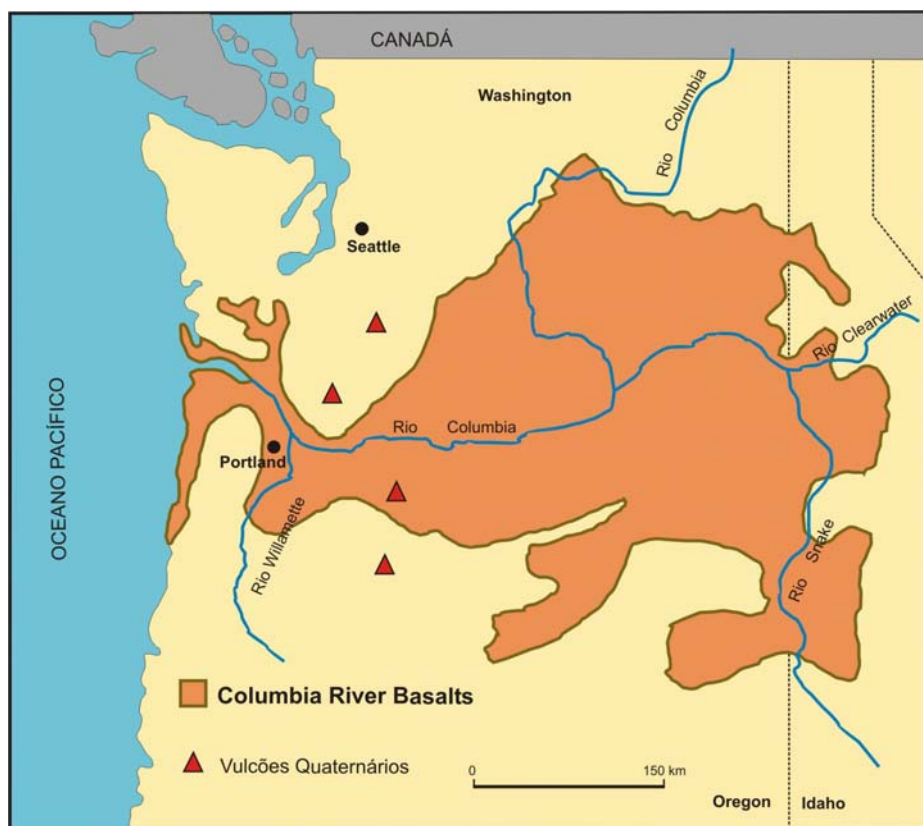 CANADÁ
Washington
Rio Columbia
Seattle
Rio Clearwater
Rio Columbia
Portland
OCEANO PACÍFICO
Rio Willamette
Rio Snake
Columbia River Basalts
Vulcões Quaternários
0 150 km
Oregon Idaho